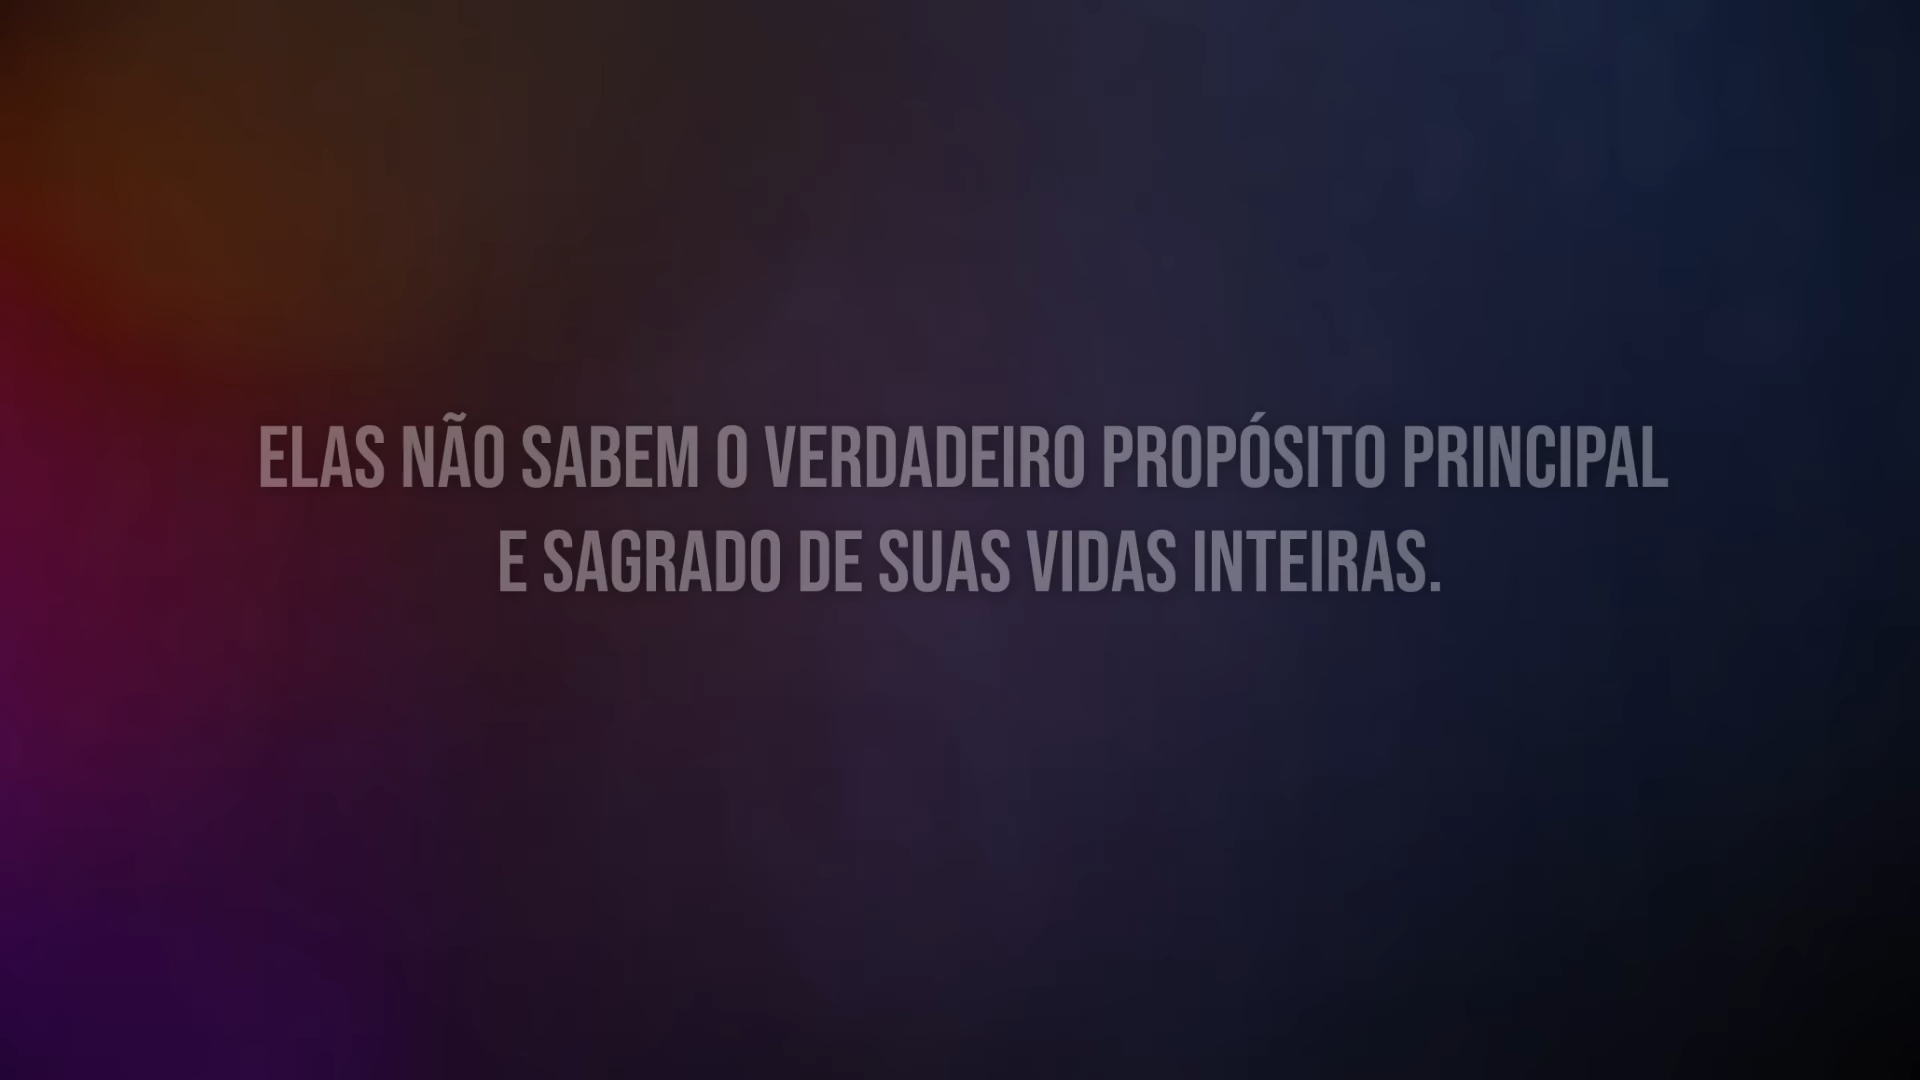 ELAS NÃO SABEM O VERDADEIRO PROPÓSITO PRINCIPAL
E SAGRADO DE SUAS VIDAS INTEIRAS.